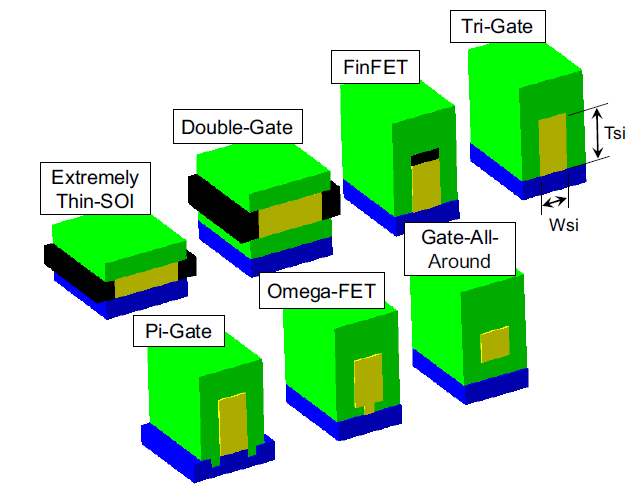 Tri-Gate
FinFET
Double-Gate
Tsi
Extremely
Thin-SOI
Wsi
Gate-All-
Around
Omega-FET
Pi-Gate